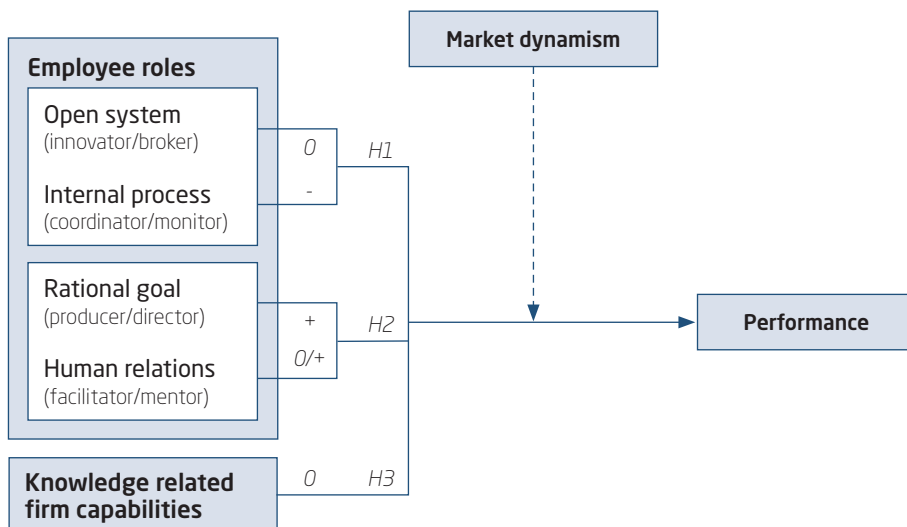 Market dynamism
Employee roles
Open system
(innovator/broker)
0
H1
Internal process
(coordinator/monitor)
-
Rational goal
(producer/director)
+
H2
Human relations
(facilitator/mentor)
0/+
Performance
Knowledge related
firm capabilities
0
H3